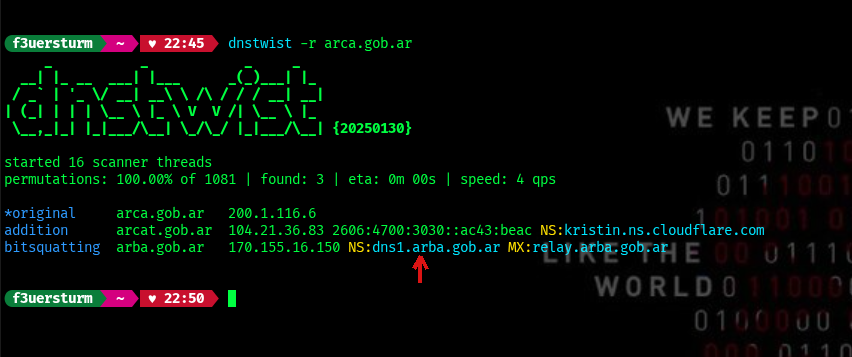 f3uersturm ~ ♥ 22:45 dnstwist -r arca.gob.ar
dnstwist {20250130}
started 16 scanner threads
permutations: 100.00% of 1081 | found: 3 | eta: 0m 00s | speed: 4 qps
*original arca.gob.ar 200.1.116.6
addition arcat.gob.ar 104.21.36.83 2606:4700:3030::ac43:beac NS:kristin.ns.cloudflare.com
bitsquatting arba.gob.ar 170.155.16.150 NS:dns1.arba.gob.ar MX:relay.arba.gob.ar
f3uersturm ~ ♥ 22:50
WE KEEP
LIKE THE
WORLD